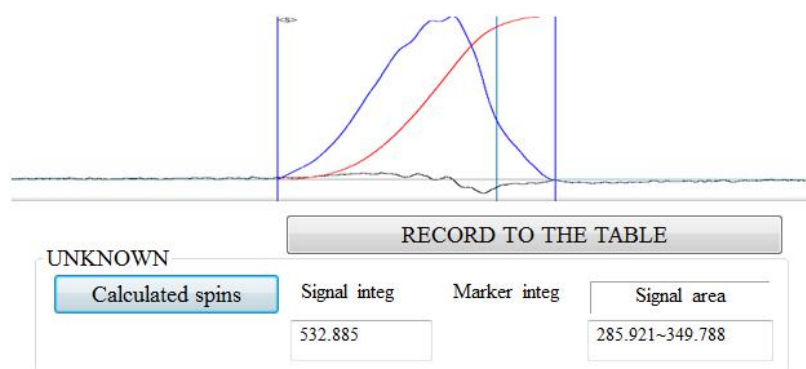 <S>
RECORD TO THE TABLE
UNKNOWN
Calculated spins Signal integ Marker integ Signal area
532.885 285.921~349.788